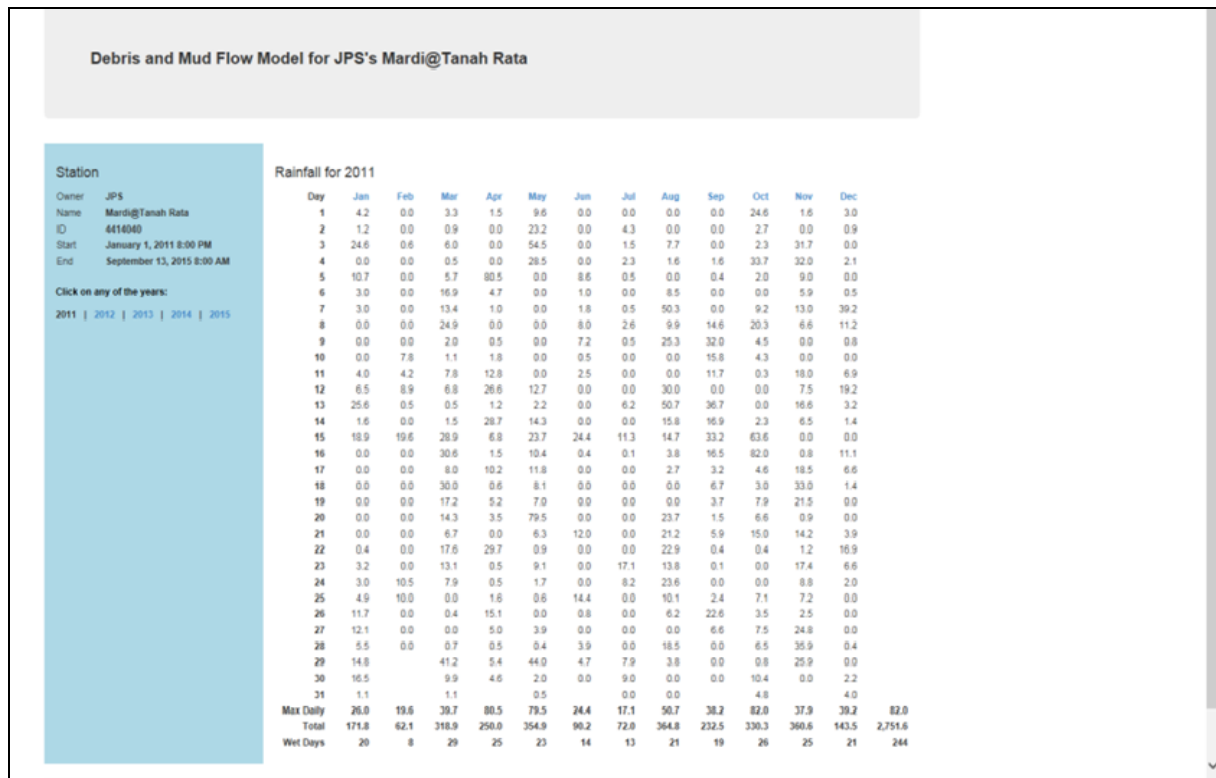 Debris and Mud Flow Model for JPS's Mardi@Tanah Rata
Station
Owner JPS
Name Mardi@Tanah Rata
ID 4414040
Start January 1, 2011 8:00 PM
End September 13, 2015 8:00 AM
Click on any of the years:
2011 | 2012 | 2013 | 2014 | 2015
Rainfall for 2011
Day Jan Feb Mar Apr May Jun Jul Aug Sep Oct Nov Dec
1 4.2 0.0 3.3 1.5 9.6 0.0 0.0 0.0 0.0 24.6 1.6 3.0
2 1.2 0.0 0.9 0.0 23.2 0.0 4.3 0.0 0.0 2.7 0.0 0.9
3 24.6 0.6 6.0 0.0 54.5 0.0 1.5 7.7 0.0 2.3 31.7 0.0
4 0.0 0.0 0.5 0.0 28.5 0.0 2.3 1.6 1.6 33.7 32.0 2.1
5 10.7 0.0 5.7 80.5 0.0 8.6 0.5 0.0 0.4 2.0 9.0 0.0
6 3.0 0.0 16.9 4.7 0.0 1.0 0.0 8.5 0.0 0.0 5.9 0.5
7 3.0 0.0 13.4 1.0 0.0 1.8 0.5 50.3 0.0 9.2 13.0 39.2
8 0.0 0.0 24.9 0.0 0.0 8.0 2.6 9.9 14.6 20.3 6.6 11.2
9 0.0 0.0 2.0 0.5 0.0 7.2 0.5 25.3 32.0 4.5 0.0 0.8
10 0.0 7.8 1.1 1.8 0.0 0.5 0.0 0.0 15.8 4.3 0.0 0.0
11 4.0 4.2 7.8 12.8 0.0 2.5 0.0 0.0 11.7 0.3 18.0 6.9
12 6.5 8.9 6.8 26.6 12.7 0.0 0.0 30.0 0.0 0.0 7.5 19.2
13 25.6 0.5 0.5 1.2 2.2 0.0 6.2 50.7 36.7 0.0 16.6 3.2
14 1.6 0.0 1.5 28.7 14.3 0.0 0.0 15.8 16.9 2.3 6.5 1.4
15 18.9 19.6 28.9 6.8 23.7 24.4 11.3 14.7 33.2 63.6 0.0 0.0
16 0.0 0.0 30.6 1.5 10.4 0.4 0.1 3.8 16.5 82.0 0.8 11.1
17 0.0 0.0 8.0 10.2 11.8 0.0 0.0 2.7 3.2 4.6 18.5 6.6
18 0.0 0.0 30.0 0.6 8.1 0.0 0.0 0.0 6.7 3.0 33.0 1.4
19 0.0 0.0 17.2 5.2 7.0 0.0 0.0 0.0 3.7 7.9 21.5 0.0
20 0.0 0.0 14.3 3.5 79.5 0.0 0.0 23.7 1.5 6.6 0.9 0.0
21 0.0 0.0 6.7 0.0 6.3 12.0 0.0 21.2 5.9 15.0 14.2 3.9
22 0.4 0.0 17.6 29.7 0.9 0.0 0.0 22.9 0.4 0.4 1.2 16.9
23 3.2 0.0 13.1 0.5 9.1 0.0 17.1 13.8 0.1 0.0 17.4 6.6
24 3.0 10.5 7.9 0.5 1.7 0.0 8.2 23.6 0.0 0.0 8.8 2.0
25 4.9 10.0 0.0 1.6 0.6 14.4 0.0 10.1 2.4 7.1 7.2 0.0
26 11.7 0.0 0.4 15.1 0.0 0.8 0.0 6.2 22.6 3.5 2.5 0.0
27 12.1 0.0 0.0 5.0 3.9 0.0 0.0 0.0 6.6 7.5 24.8 0.0
28 5.5 0.0 0.7 0.5 0.4 3.9 0.0 18.5 0.0 6.5 35.9 0.4
29 14.8 41.2 5.4 44.0 4.7 7.9 3.8 0.0 0.8 25.9 0.0
30 16.5 9.9 4.6 2.0 0.0 9.0 0.0 0.0 10.4 0.0 2.2
31 1.1 1.1 0.5 0.0 0.0 4.8 4.0
Max Daily 26.0 19.6 39.7 80.5 79.5 24.4 17.1 50.7 38.2 82.0 37.9 39.2 82.0
Total 171.8 62.1 318.9 250.0 354.9 90.2 72.0 364.8 232.5 330.3 360.6 143.5 2,751.6
Wet Days 20 8 29 25 23 14 13 21 19 26 25 21 244